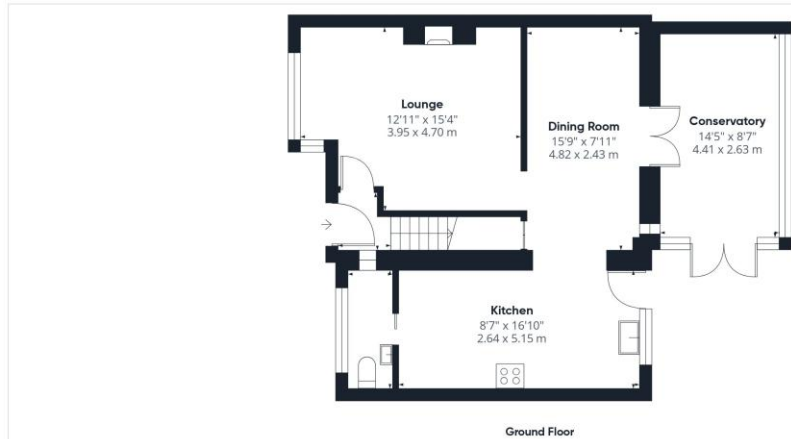 Lounge
12'11" x 15'4"
3.95 x 4.70 m
Dining Room
15'9" x 7'11"
4.82 x 2.43 m
Conservatory
14'5" x 8'7"
4.41 x 2.63 m
Kitchen
8'7" x 16'10"
2.64 x 5.15 m
Ground Floor